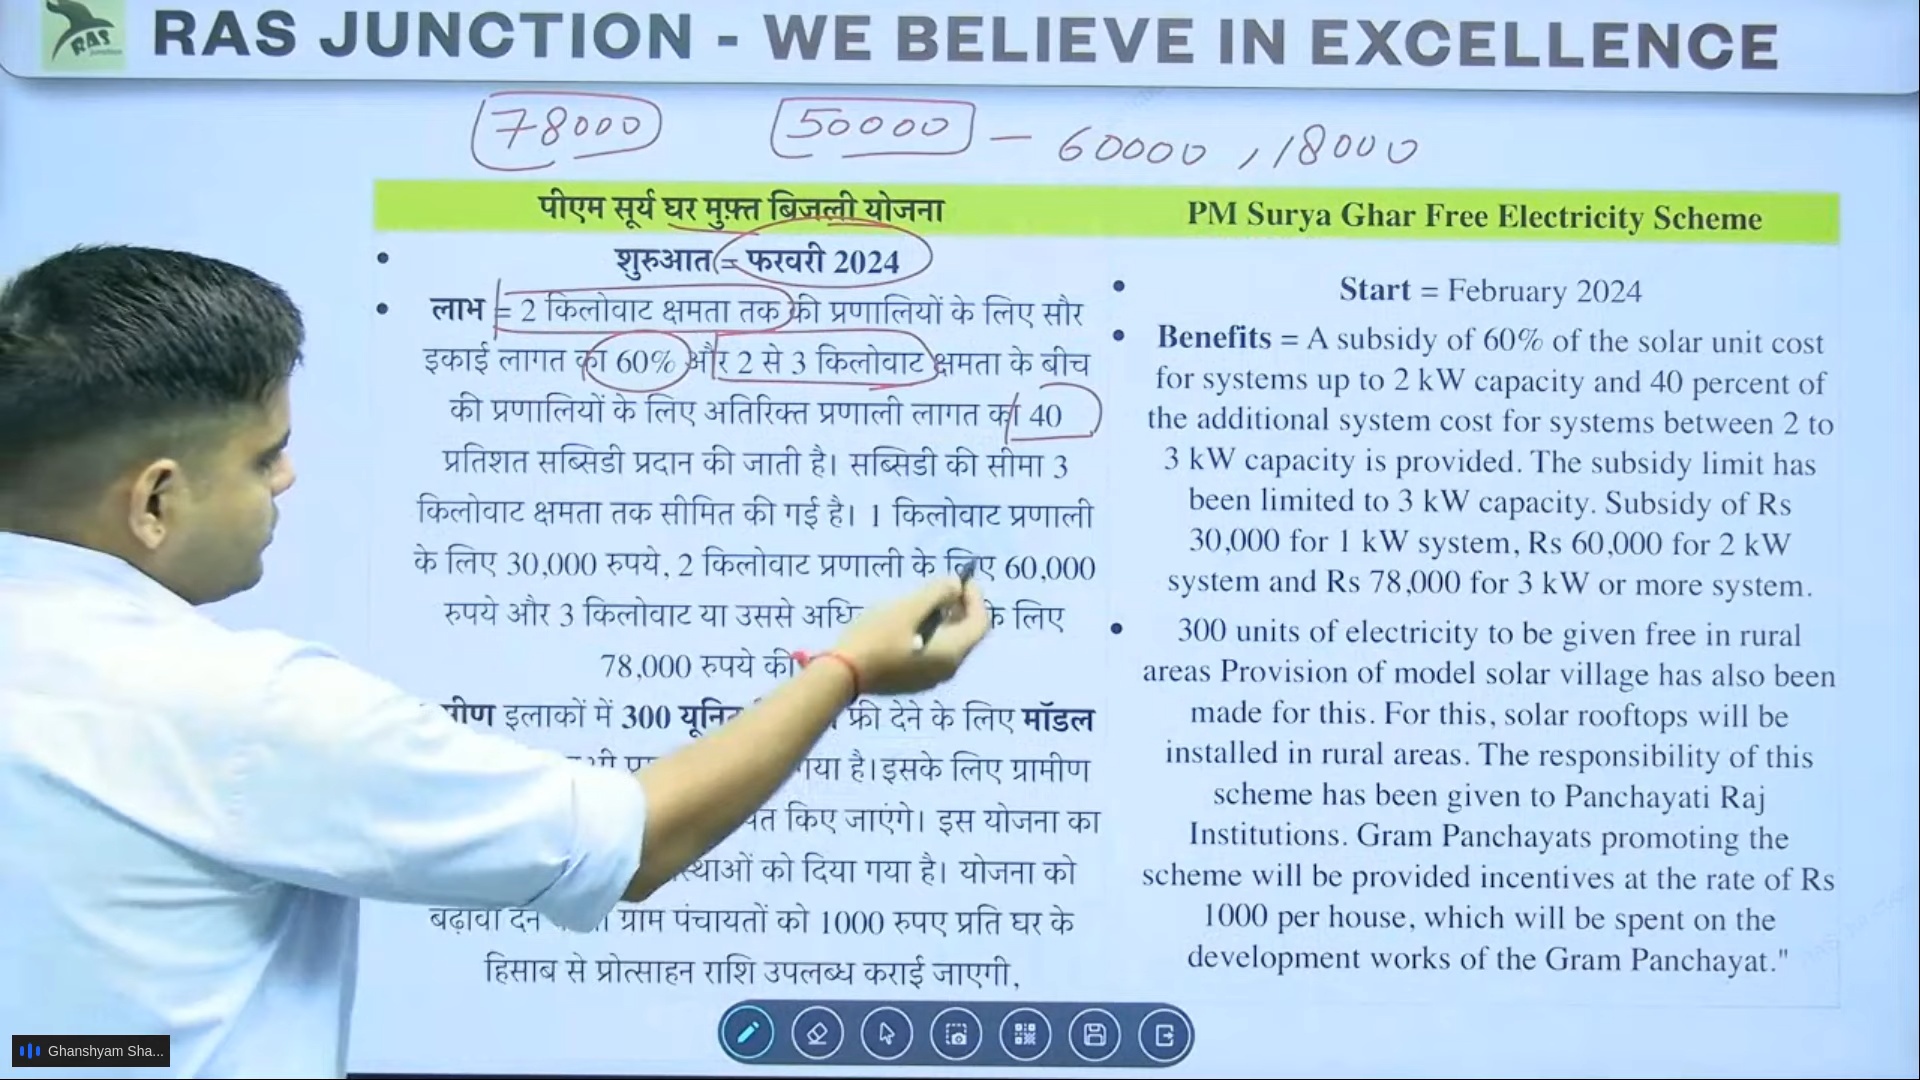 RAS
RAS JUNCTION - WE BELIEVE IN EXCELLENCE
78000 50000 - 60000, 18000
पीएम सूर्य घर मुफ़्त बिजली योजना
शुरुआत = फरवरी 2024
लाभ = 2 किलोवाट क्षमता तक की प्रणालियों के लिए सौर
इकाई लागत का 60% और 2 से 3 किलोवाट क्षमता के बीच
की प्रणालियों के लिए अतिरिक्त प्रणाली लागत का 40
प्रतिशत सब्सिडी प्रदान की जाती है। सब्सिडी की सीमा 3
किलोवाट क्षमता तक सीमित की गई है। 1 किलोवाट प्रणाली
के लिए 30,000 रुपये, 2 किलोवाट प्रणाली के लिए 60,000
रुपये और 3 किलोवाट या उससे के लिए
78,000 रुपये की
इलाकों में 300 फ्री देने के लिए मॉडल
गया है।इसके लिए ग्रामीण
किए जाएंगे। इस योजना का
को दिया गया है। योजना को
ग्राम पंचायतों को 1000 रुपए प्रति घर के
हिसाब से प्रोत्साहन राशि उपलब्ध कराई जाएगी,
PM Surya Ghar Free Electricity Scheme
Start = February 2024
Benefits = A subsidy of 60% of the solar unit cost
for systems up to 2 kW capacity and 40 percent of
the additional system cost for systems between 2 to
3 kW capacity is provided. The subsidy limit has
been limited to 3 kW capacity. Subsidy of Rs
30,000 for 1 kW system, Rs 60,000 for 2 kW
system and Rs 78,000 for 3 kW or more system.
300 units of electricity to be given free in rural
areas Provision of model solar village has also been
made for this. For this, solar rooftops will be
installed in rural areas. The responsibility of this
scheme has been given to Panchayati Raj
Institutions. Gram Panchayats promoting the
scheme will be provided incentives at the rate of Rs
1000 per house, which will be spent on the
development works of the Gram Panchayat."
Ghanshyam Sha...